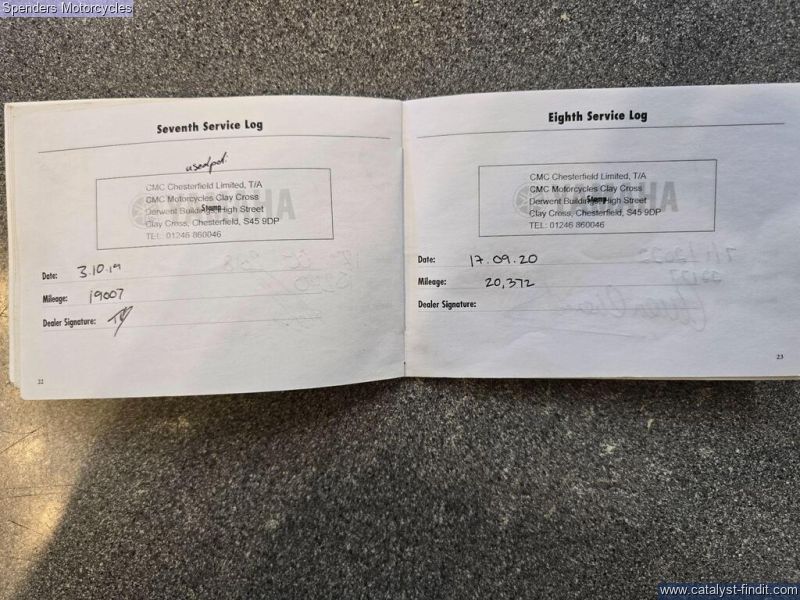 Spenders Motorcycles
Seventh Service Log
CMC Chesterfield Limited, T/A
CMC Motorcycles Clay Cross
Derwent Buildings, High Street
Stamp
Clay Cross, Chesterfield, S45 9DP
TEL: 01246 860046
YAMAHA
Date: 3.10.19
Mileage: 19007
Dealer Signature:
22
Eighth Service Log
CMC Chesterfield Limited, T/A
CMC Motorcycles Clay Cross
Derwent Buildings, High Street
Stamp
Clay Cross, Chesterfield, S45 9DP
TEL: 01246 860046
YAMAHA
Date: 17.09.20
Mileage: 20,372
Dealer Signature:
23
www.catalyst-findit.com